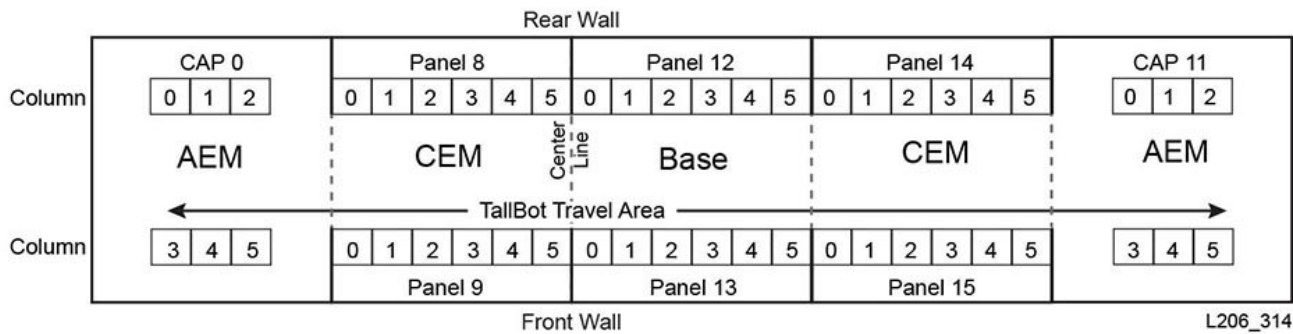 Rear Wall
CAP 0 Panel 8 Panel 12 Panel 14 CAP 11
Column 0 1 2 0 1 2 3 4 5 0 1 2 3 4 5 0 1 2 3 4 5 0 1 2
AEM CEM Center Line Base CEM AEM
TallBot Travel Area
Column 3 4 5 0 1 2 3 4 5 0 1 2 3 4 5 0 1 2 3 4 5 3 4 5
Panel 9 Panel 13 Panel 15
Front Wall L206_314